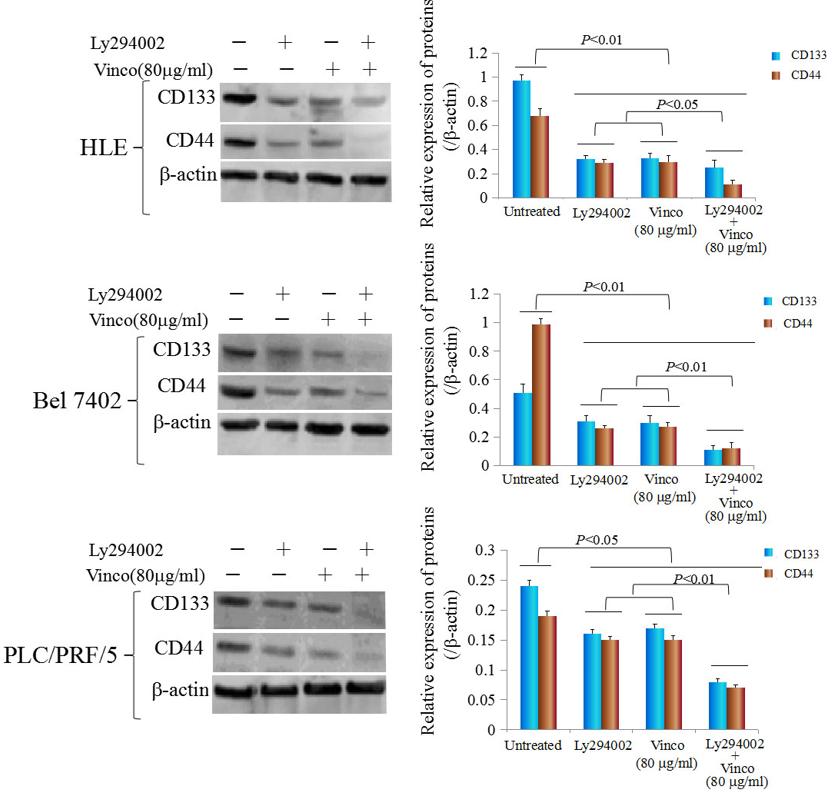 Ly294002 − + − +
Vinco(80μg/ml) − − + +
CD133
CD44
β-actin
HLE
Relative expression of proteins
(/β-actin)
1.2
1
0.8
0.6
0.4
0.2
0
P<0.01
P<0.05
CD133
CD44
Untreated
Ly294002
Vinco
(80 μg/ml)
Ly294002
+
Vinco
(80 μg/ml)
Ly294002 − + − +
Vinco(80μg/ml) − − + +
CD133
CD44
β-actin
Bel 7402
Relative expression of proteins
(/β-actin)
1.2
1
0.8
0.6
0.4
0.2
0
P<0.01
P<0.01
CD133
CD44
Untreated
Ly294002
Vinco
(80 μg/ml)
Ly294002
+
Vinco
(80 μg/ml)
Ly294002 − + − +
Vinco(80μg/ml) − − + +
CD133
CD44
β-actin
PLC/PRF/5
Relative expression of proteins
(/β-actin)
0.3
0.25
0.2
0.15
0.1
0.05
0
P<0.05
P<0.01
CD133
CD44
Untreated
Ly294002
Vinco
(80 μg/ml)
Ly294002
+
Vinco
(80 μg/ml)